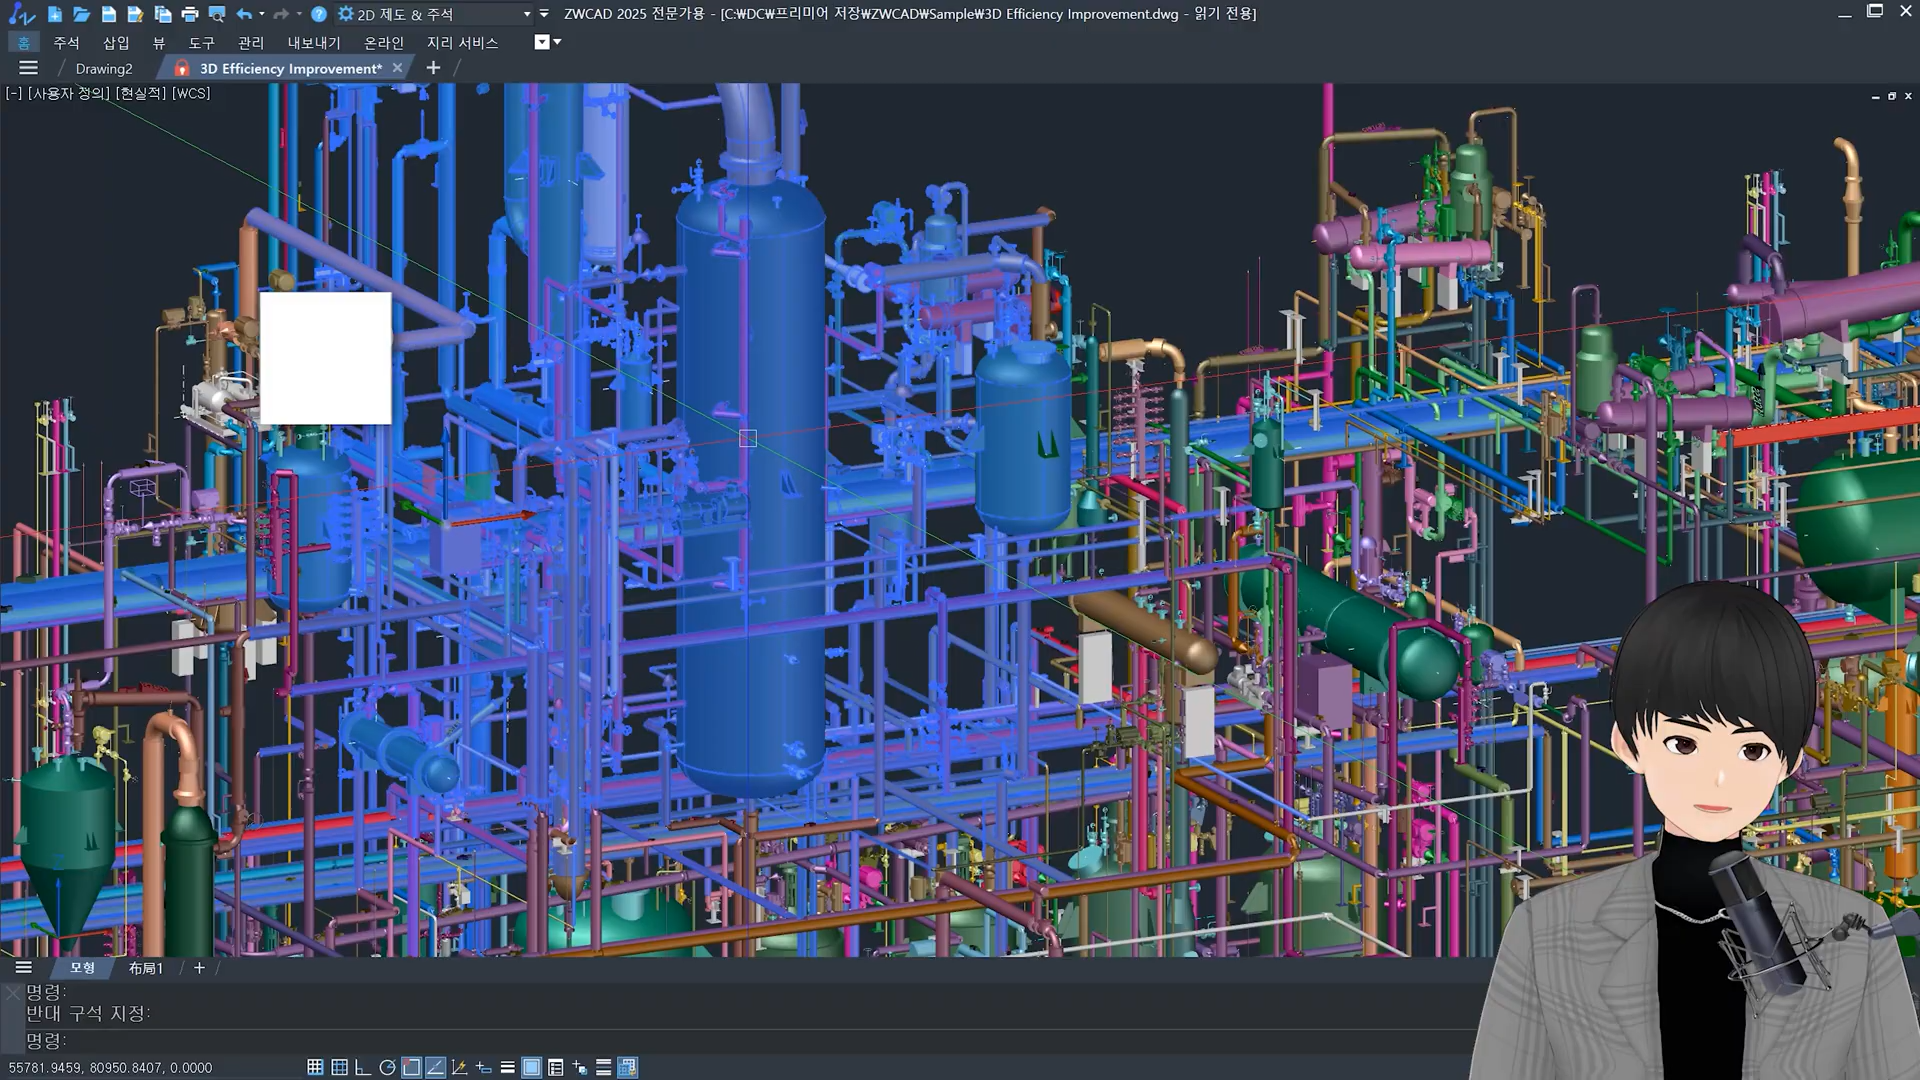 2D 제도 & 주석
ZWCAD 2025 전문가용 - [C:₩DC₩프리미어 저장₩ZWCAD₩Sample₩3D Efficiency Improvement.dwg - 읽기 전용]
홈 주석 삽입 뷰 도구 관리 내보내기 온라인 지리 서비스
Drawing2 3D Efficiency Improvement*
[-] [사용자 정의] [현실적] [WCS]
모형 布局1
명령:
반대 구석 지정:
명령:
55781.9459, 80950.8407, 0.0000